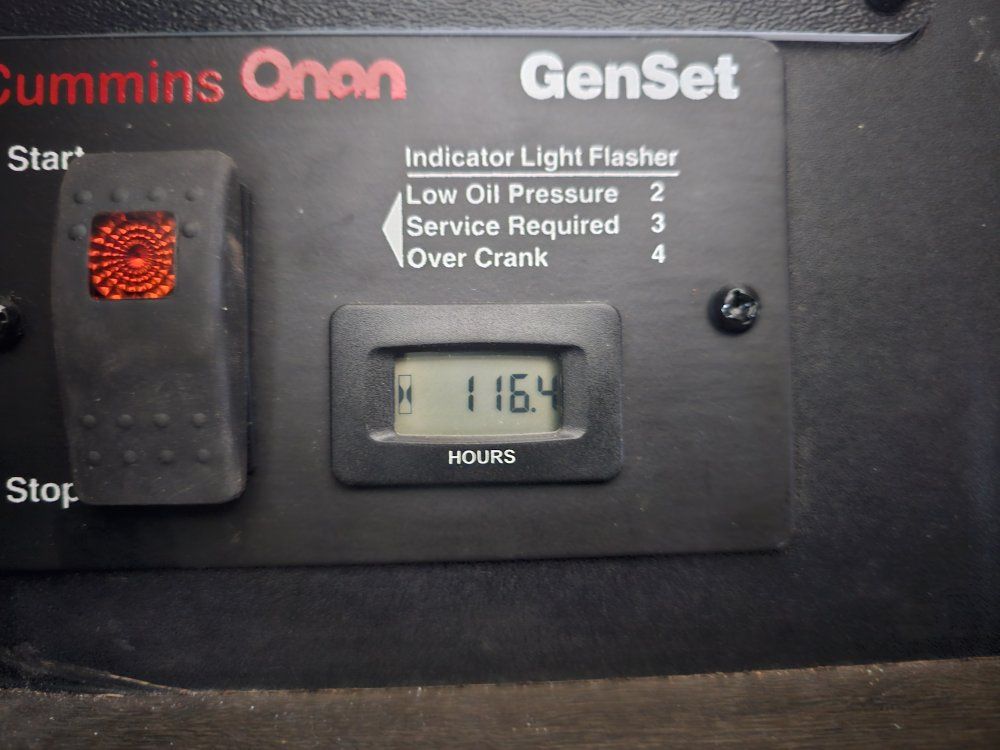 Cummins Onan GenSet
Start
Indicator Light Flasher
Low Oil Pressure 2
Service Required 3
Over Crank 4
116.4
HOURS
Stop